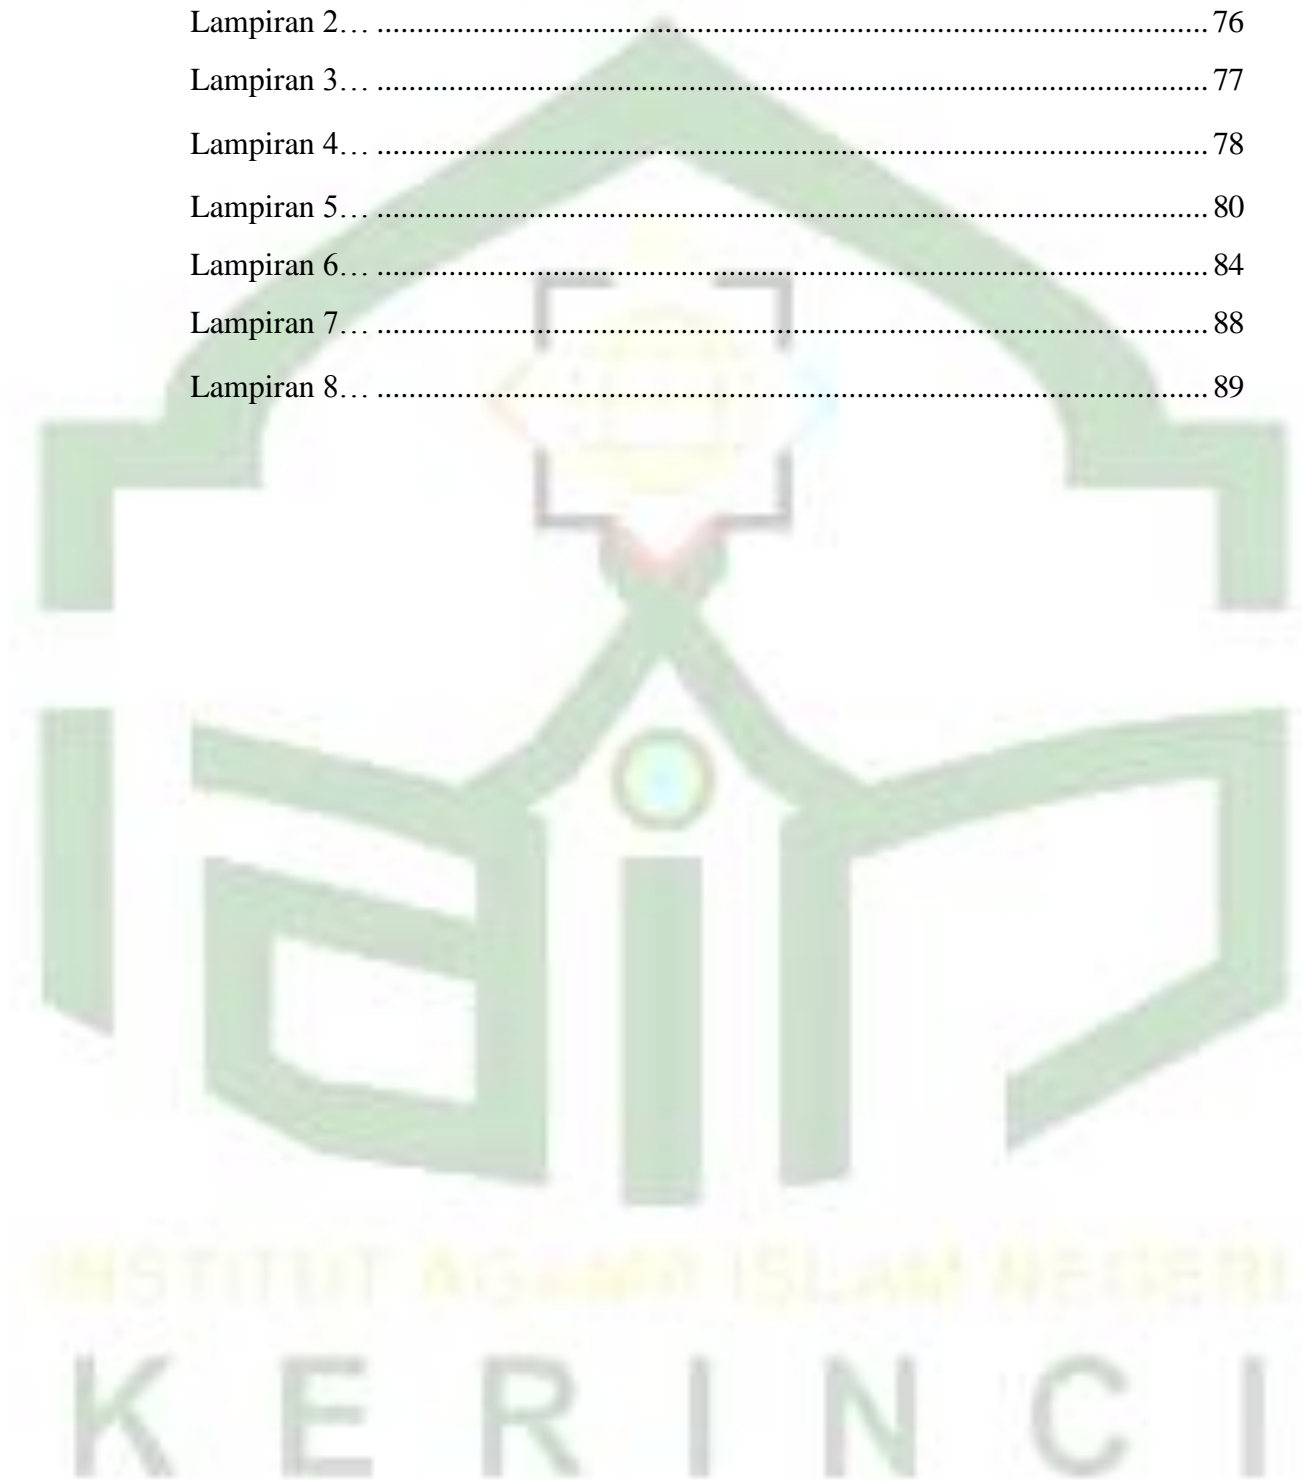 Lampiran 2… ........................................................................................... 76
Lampiran 3… ........................................................................................... 77
Lampiran 4… ........................................................................................... 78
Lampiran 5… ........................................................................................... 80
Lampiran 6… ........................................................................................... 84
Lampiran 7… ........................................................................................... 88
Lampiran 8… ........................................................................................... 89
INSTITUT AGAMA ISLAM NEGERI
KERINCI